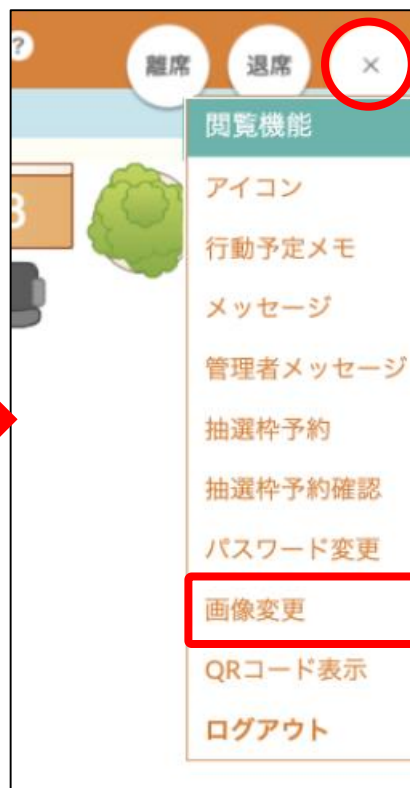 ?
離席
退席
×
閲覧機能
アイコン
行動予定メモ
メッセージ
管理者メッセージ
抽選枠予約
抽選枠予約確認
パスワード変更
画像変更
QRコード表示
ログアウト